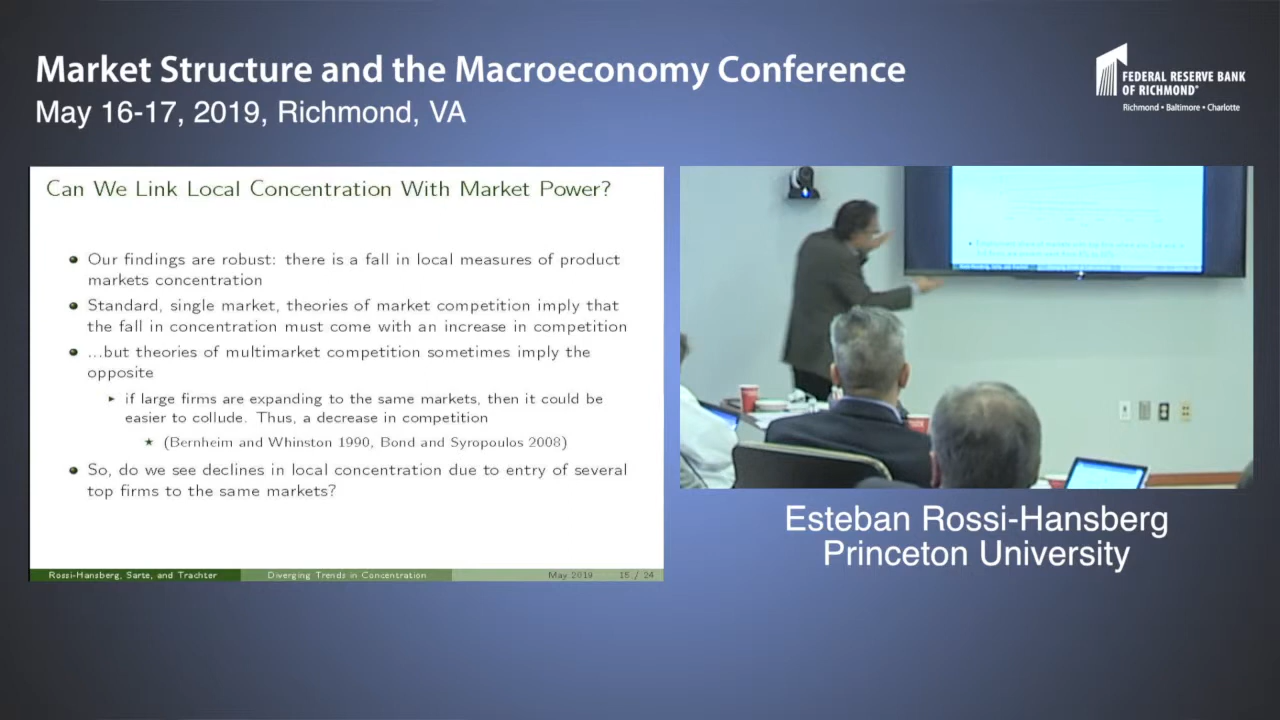 Market Structure and the Macroeconomy Conference
May 16-17, 2019, Richmond, VA
FEDERAL RESERVE BANK
OF RICHMOND®
Richmond • Baltimore • Charlotte
Can We Link Local Concentration With Market Power?
Our findings are robust: there is a fall in local measures of product
markets concentration
Standard, single market, theories of market competition imply that
the fall in concentration must come with an increase in competition
...but theories of multimarket competition sometimes imply the
opposite
if large firms are expanding to the same markets, then it could be
easier to collude. Thus, a decrease in competition
(Bernheim and Whinston 1990, Bond and Syropoulos 2008)
So, do we see declines in local concentration due to entry of several
top firms to the same markets?
Rossi-Hansberg, Sarte, and Trachter
Diverging Trends in Concentration
May 2019
15 / 24
Esteban Rossi-Hansberg
Princeton University